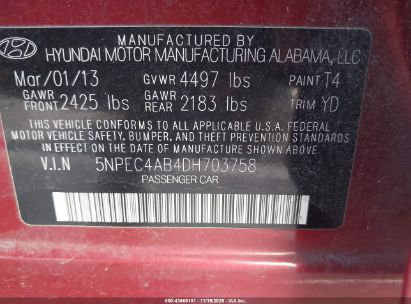 MANUFACTURED BY
HYUNDAI MOTOR MANUFACTURING ALABAMA, LLC
Mar/01/13 GVWR 4497 lbs PAINT T4
GAWR FRONT 2425 lbs GAWR REAR 2183 lbs TRIM YD
THIS VEHICLE CONFORMS TO ALL APPLICABLE U.S. FEDERAL
MOTOR VEHICLE SAFETY, BUMPER, AND THEFT PREVENTION STANDARDS
IN EFFECT ON THE DATE OF MANUFACTURE SHOWN ABOVE.
V.I.N 5NPEC4AB4DH703758
PASSENGER CAR